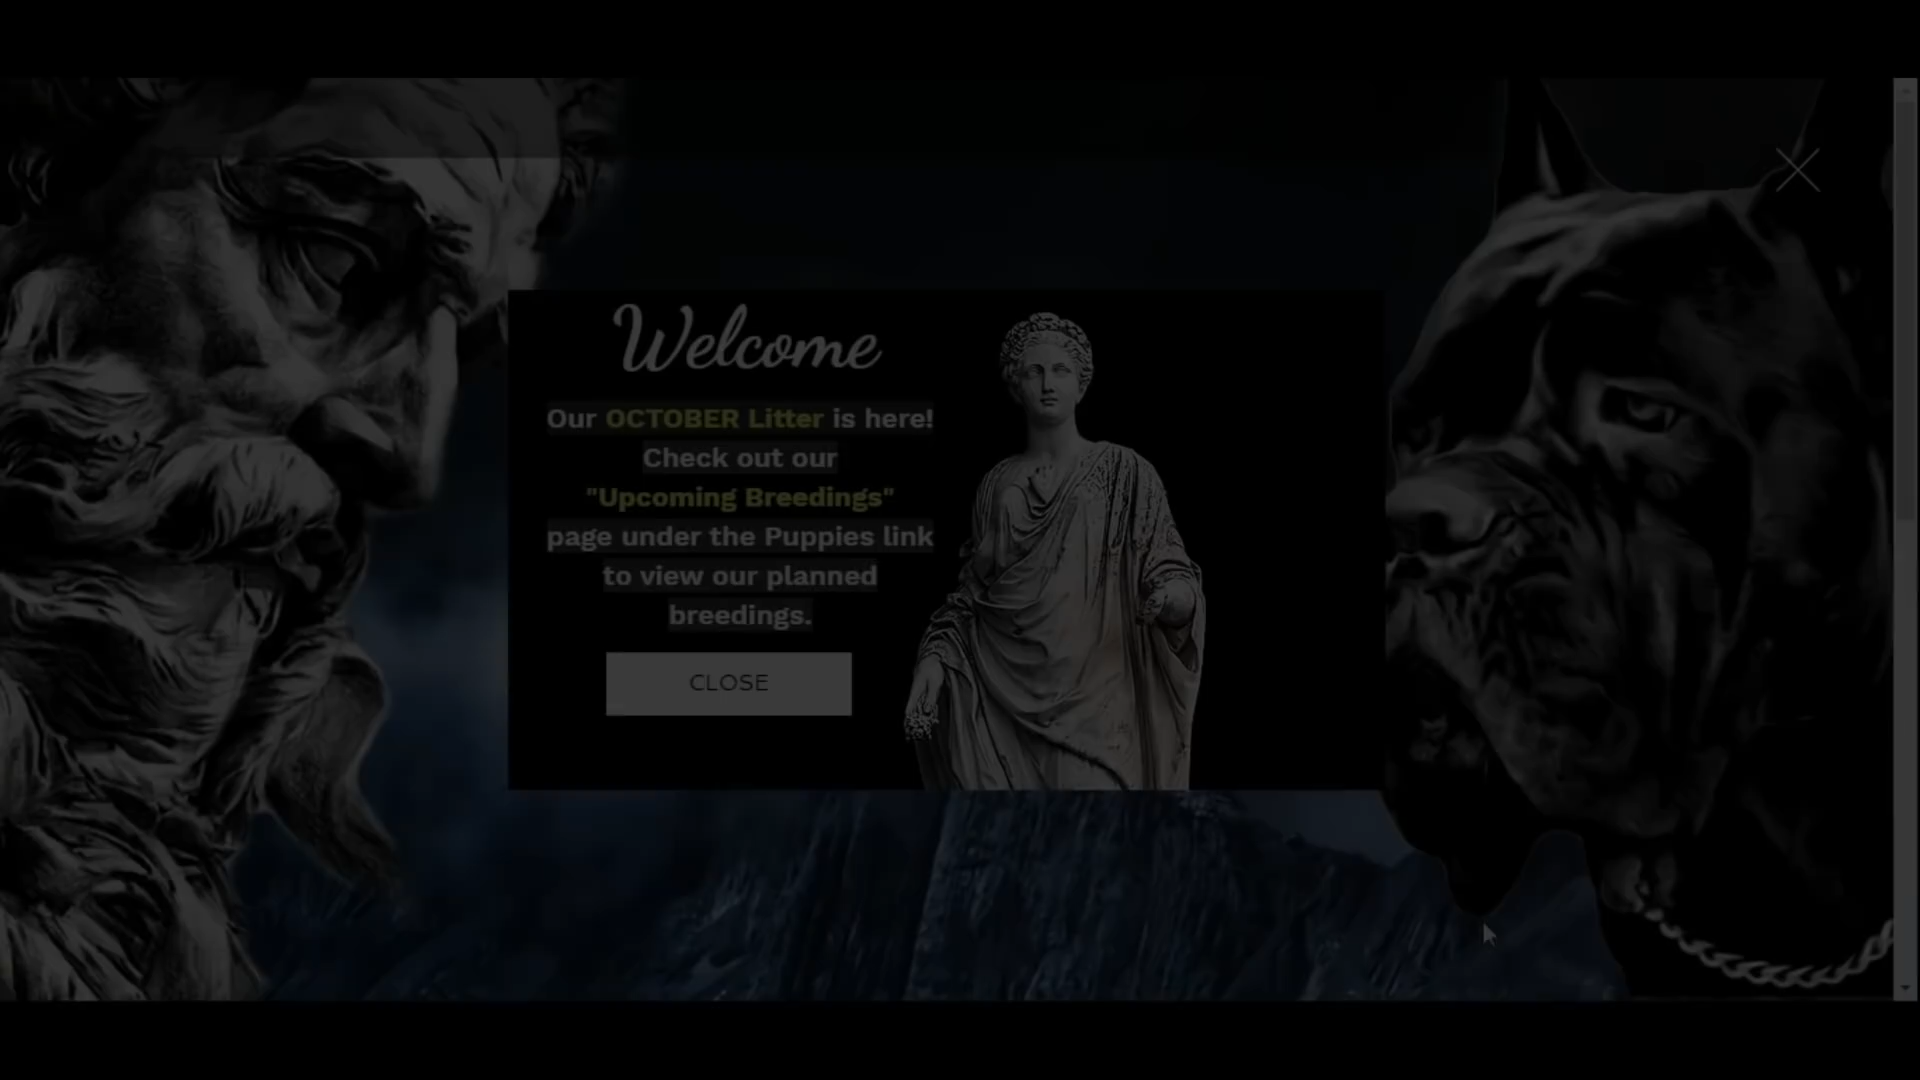 Welcome
Our OCTOBER Litter is here!
Check out our
"Upcoming Breedings"
page under the Puppies link
to view our planned
breedings.
CLOSE